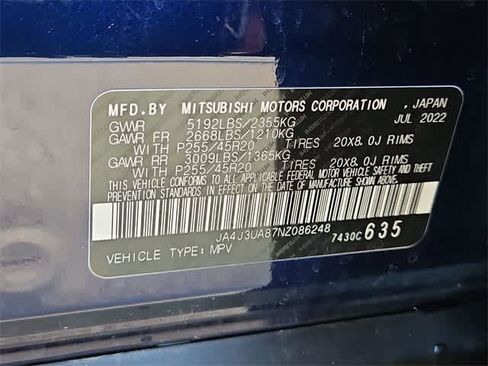 MFD.BY MITSUBISHI MOTORS CORPORATION , JAPAN
GVWR 5192LBS/2355KG JUL 2022
GAWR FR 2668LBS/1210KG
WITH P255/45R20 TIRES 20X8.0J RIMS
GAWR RR 3009LBS/1365KG
WITH P255/45R20 TIRES 20X8.0J RIMS
THIS VEHICLE CONFORMS TO ALL APPLICABLE FEDERAL MOTOR VEHICLE SAFETY AND THEFT
PREVENTION STANDARDS IN EFFECT ON THE DATE OF MANUFACTURE SHOWN ABOVE.
JA4J3UA87NZ086248
VEHICLE TYPE: MPV 7430C 635